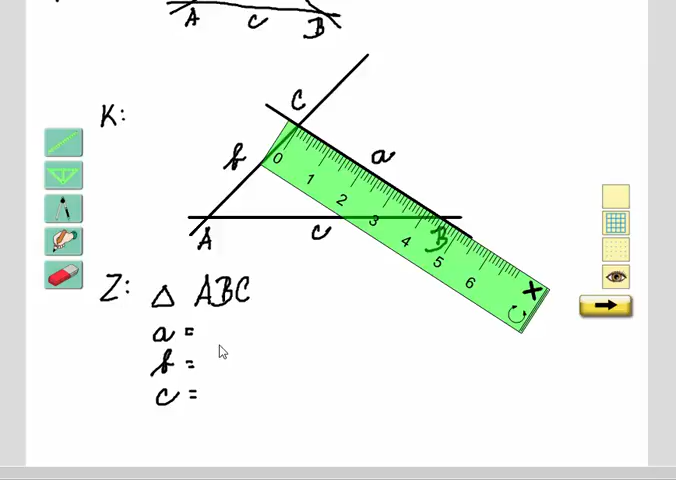 A c B
K:
C
b a
0 1 2 3 4 5 6
A c B
Z: △ ABC
a =
b =
c =